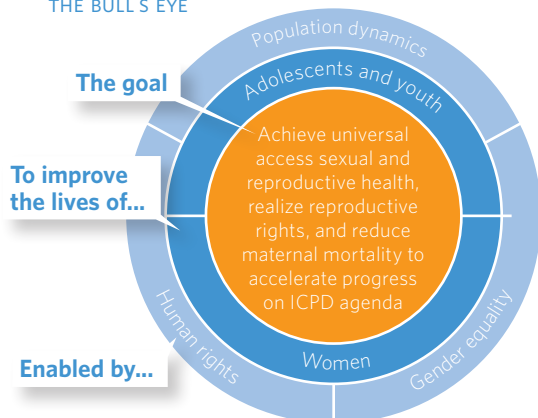 THE BULL'S EYE
Population dynamics
The goal
Adolescents and youth
Achieve universal
access sexual and
reproductive health,
realize reproductive
rights, and reduce
maternal mortality to
accelerate progress
on ICPD agenda
To improve
the lives of...
Women
Human rights
Gender equality
Enabled by...